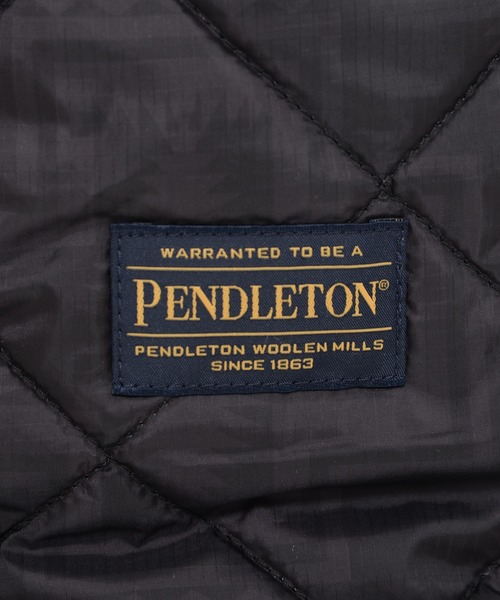 WARRANTED TO BE A
PENDLETON®
PENDLETON WOOLEN MILLS
SINCE 1863